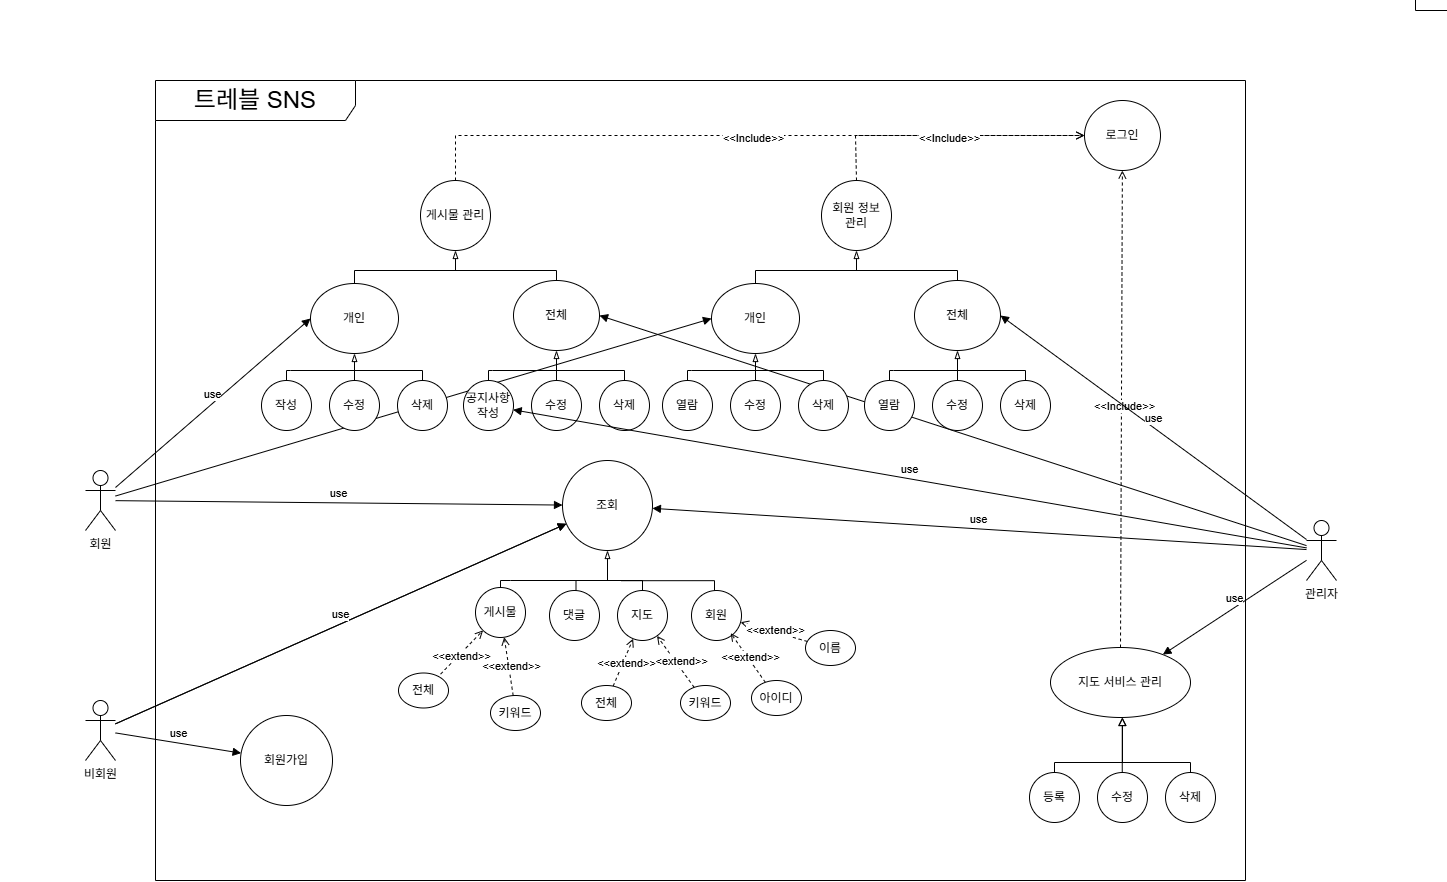 트레블 SNS
로그인
<<Include>>
<<Include>>
게시물 관리
회원 정보
관리
개인
전체
개인
전체
작성
수정
삭제
공지사항
작성
수정
삭제
열람
수정
삭제
열람
수정
삭제
use
<<Include>>
use
use
use
use
조회
회원
관리자
게시물
댓글
지도
회원
use
use
<<extend>>
<<extend>>
<<extend>>
<<extend>>
<<extend>>
<<extend>>
이름
전체
키워드
전체
키워드
아이디
지도 서비스 관리
use
비회원
회원가입
등록
수정
삭제